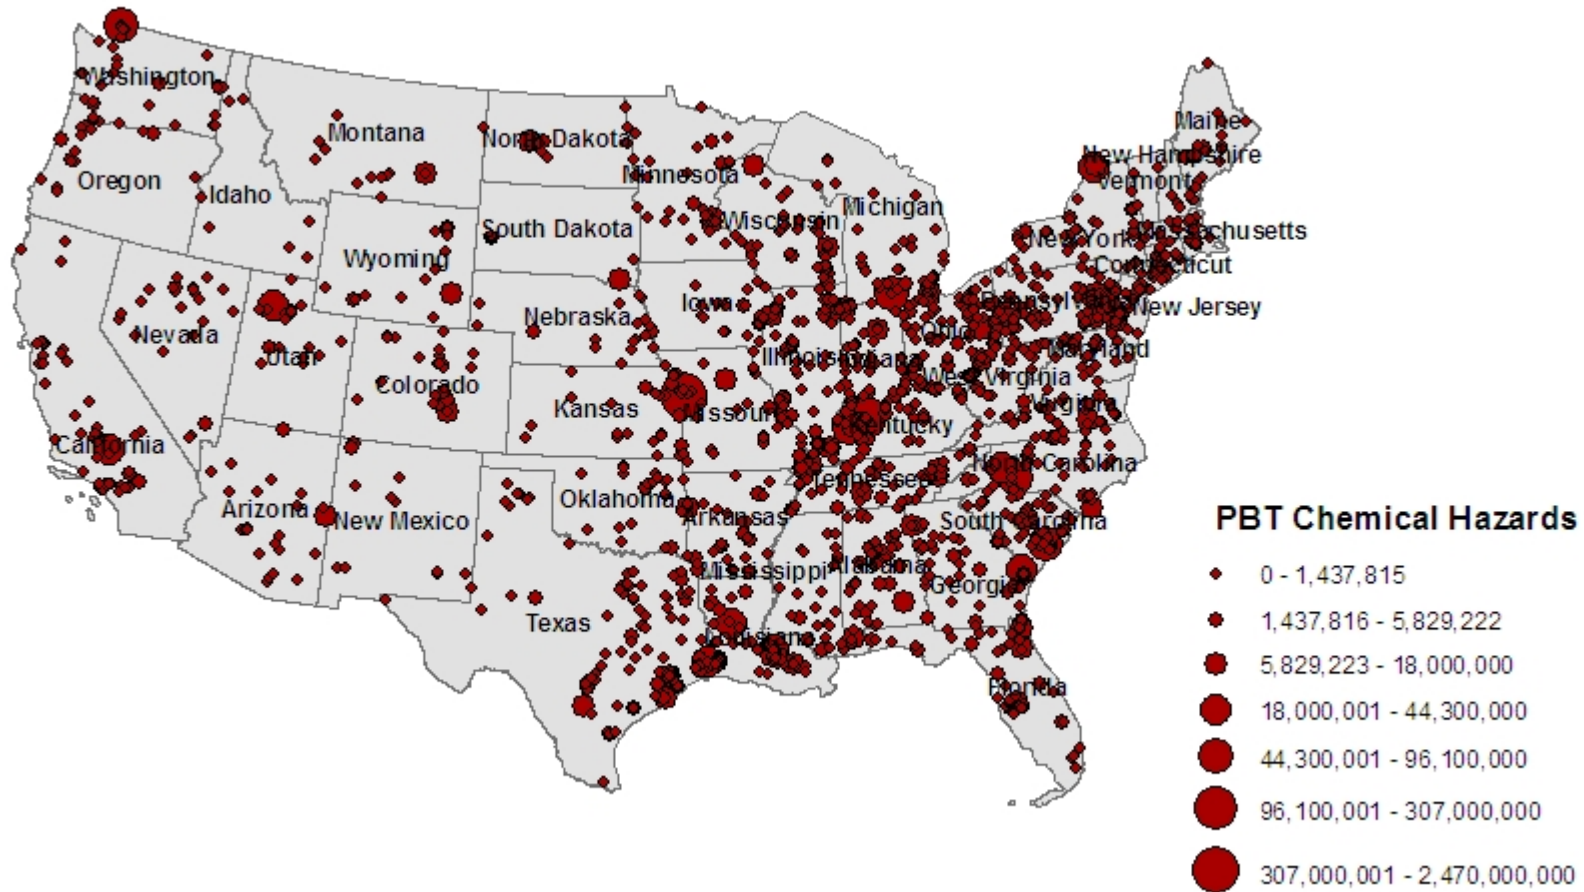 Washington
Montana
North Dakota
Minnesota
Maine
New Hampshire
Vermont
Oregon
Idaho
South Dakota
Wisconsin
Michigan
New York
Massachusetts
Wyoming
Connecticut
Nebraska
Iowa
Pennsylvania
New Jersey
Nevada
Utah
Illinois
Indiana
Ohio
Maryland
Colorado
Kansas
Missouri
West Virginia
Virginia
Kentucky
California
North Carolina
Tennessee
Arizona
New Mexico
Oklahoma
Arkansas
South Carolina
Mississippi
Alabama
Georgia
Texas
Louisiana
Florida
PBT Chemical Hazards
0 - 1,437,815
1,437,816 - 5,829,222
5,829,223 - 18,000,000
18,000,001 - 44,300,000
44,300,001 - 96,100,000
96,100,001 - 307,000,000
307,000,001 - 2,470,000,000